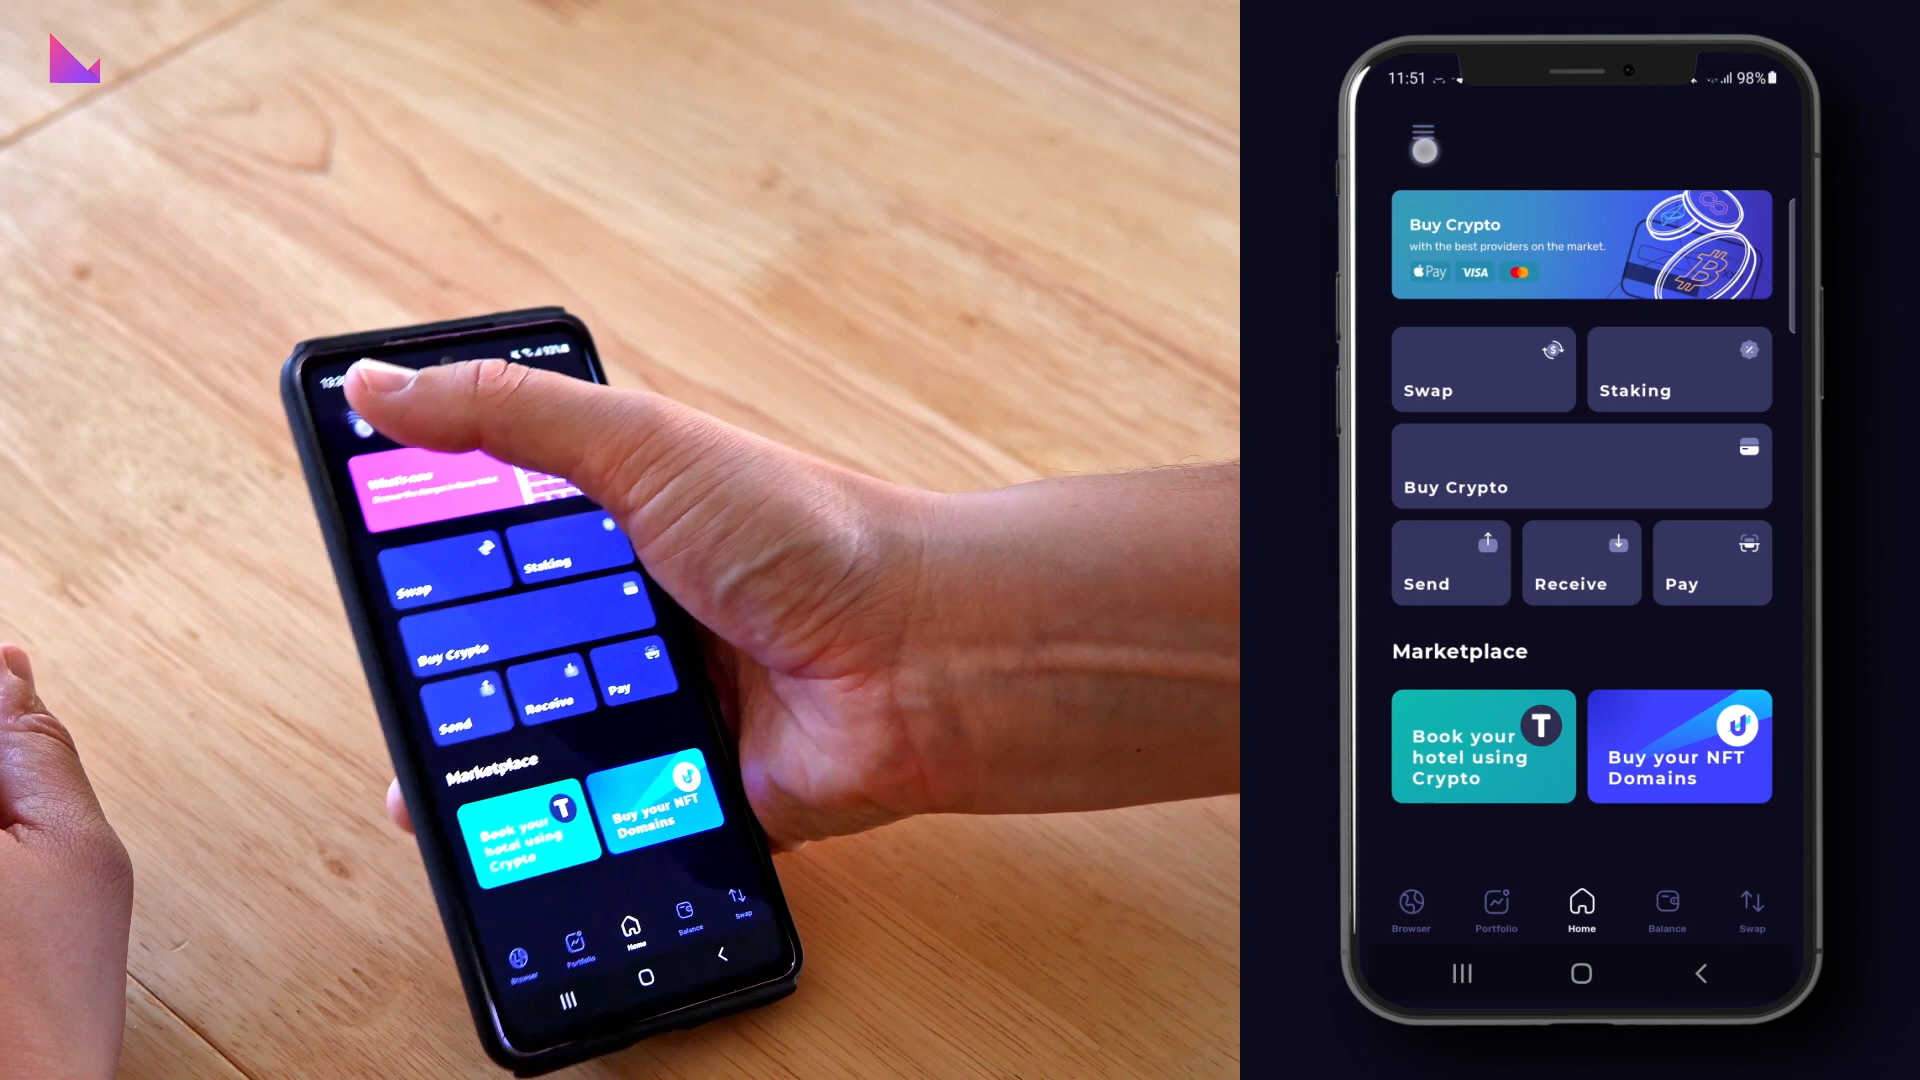 What's new
Swap
Staking
Buy Crypto
Send
Receive
Pay
Marketplace
Book your
hotel using
Crypto
T
Buy your NFT
Domains
Browser
Portfolio
Home
Balance
Swap
11:51
98%
Buy Crypto
with the best providers on the market.
Pay
VISA
Swap
Staking
Buy Crypto
Send
Receive
Pay
Marketplace
Book your
hotel using
Crypto
T
Buy your NFT
Domains
Browser
Portfolio
Home
Balance
Swap